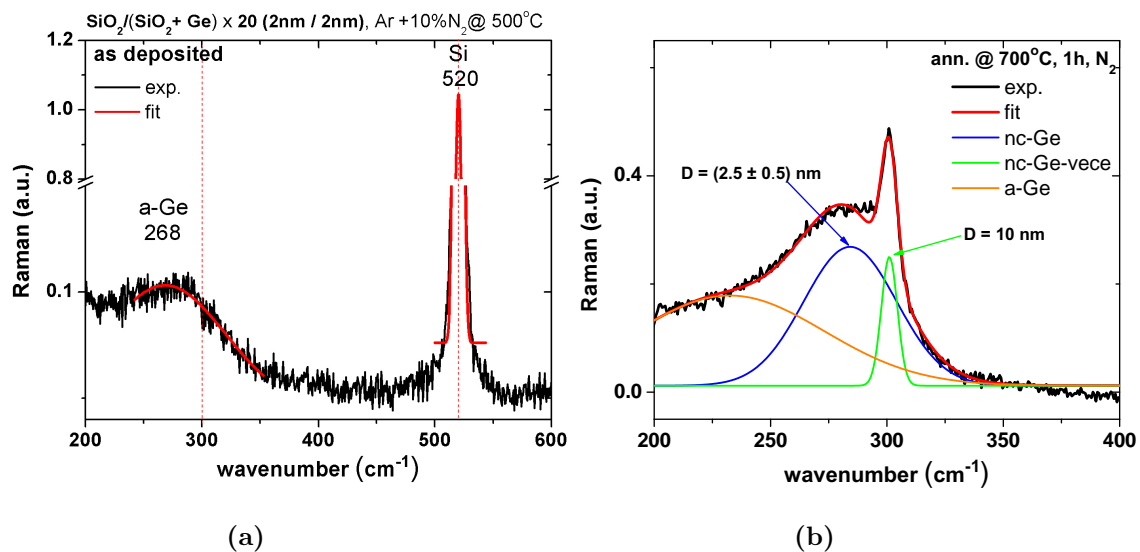 SiO₂/(SiO₂+ Ge) x 20 (2nm / 2nm), Ar +10%N₂@ 500°C
as deposited
exp.
fit
Si
520
a-Ge
268
1.2
1.0
0.8
0.1
Raman (a.u.)
200 300 400 500 600
wavenumber (cm⁻¹)
(a)
ann. @ 700°C, 1h, N₂
exp.
fit
nc-Ge
nc-Ge-vece
a-Ge
D = (2.5 ± 0.5) nm
D = 10 nm
0.4
0.0
Raman (a.u.)
200 250 300 350 400
wavenumber (cm⁻¹)
(b)